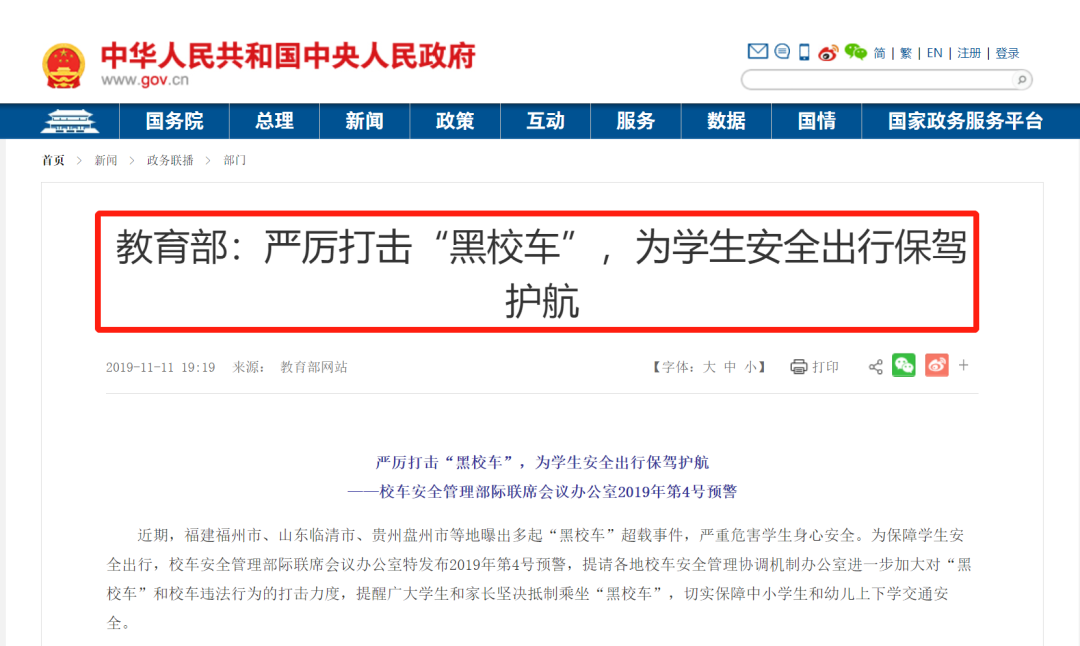 中华人民共和国中央人民政府
www.gov.cn
简 | 繁 | EN | 注册 | 登录
国务院 总理 新闻 政策 互动 服务 数据 国情 国家政务服务平台
首页 > 新闻 > 政务联播 > 部门
教育部：严厉打击“黑校车”，为学生安全出行保驾
护航
2019-11-11 19:19 来源： 教育部网站 【字体：大 中 小】 打印
严厉打击“黑校车”，为学生安全出行保驾护航
——校车安全管理部际联席会议办公室2019年第4号预警
近期，福建福州市、山东临清市、贵州盘州市等地曝出多起“黑校车”超载事件，严重危害学生身心安全。为保障学生安
全出行，校车安全管理部际联席会议办公室特发布2019年第4号预警，提请各地校车安全管理协调机制办公室进一步加大对“黑
校车”和校车违法行为的打击力度，提醒广大学生和家长坚决抵制乘坐“黑校车”，切实保障中小学生和幼儿上下学交通安
全。